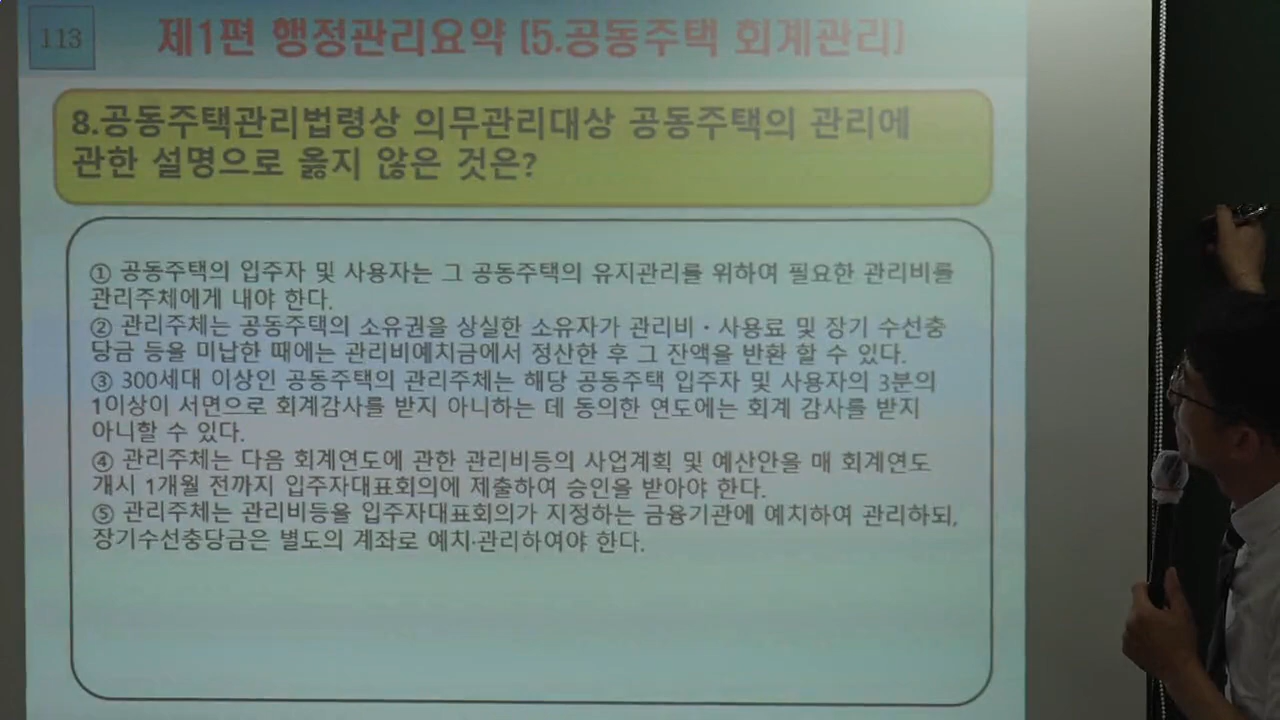 113
제1편 행정관리요약 [5.공동주택 회계관리]
8.공동주택관리법령상 의무관리대상 공동주택의 관리에
관한 설명으로 옳지 않은 것은?
① 공동주택의 입주자 및 사용자는 그 공동주택의 유지관리를 위하여 필요한 관리비를
관리주체에게 내야 한다.
② 관리주체는 공동주택의 소유권을 상실한 소유자가 관리비·사용료 및 장기 수선충
당금 등을 미납한 때에는 관리비예치금에서 정산한 후 그 잔액을 반환 할 수 있다.
③ 300세대 이상인 공동주택의 관리주체는 해당 공동주택 입주자 및 사용자의 3분의
1이상이 서면으로 회계감사를 받지 아니하는 데 동의한 연도에는 회계 감사를 받지
아니할 수 있다.
④ 관리주체는 다음 회계연도에 관한 관리비등의 사업계획 및 예산안을 매 회계연도
개시 1개월 전까지 입주자대표회의에 제출하여 승인을 받아야 한다.
⑤ 관리주체는 관리비등을 입주자대표회의가 지정하는 금융기관에 예치하여 관리하되,
장기수선충당금은 별도의 계좌로 예치·관리하여야 한다.